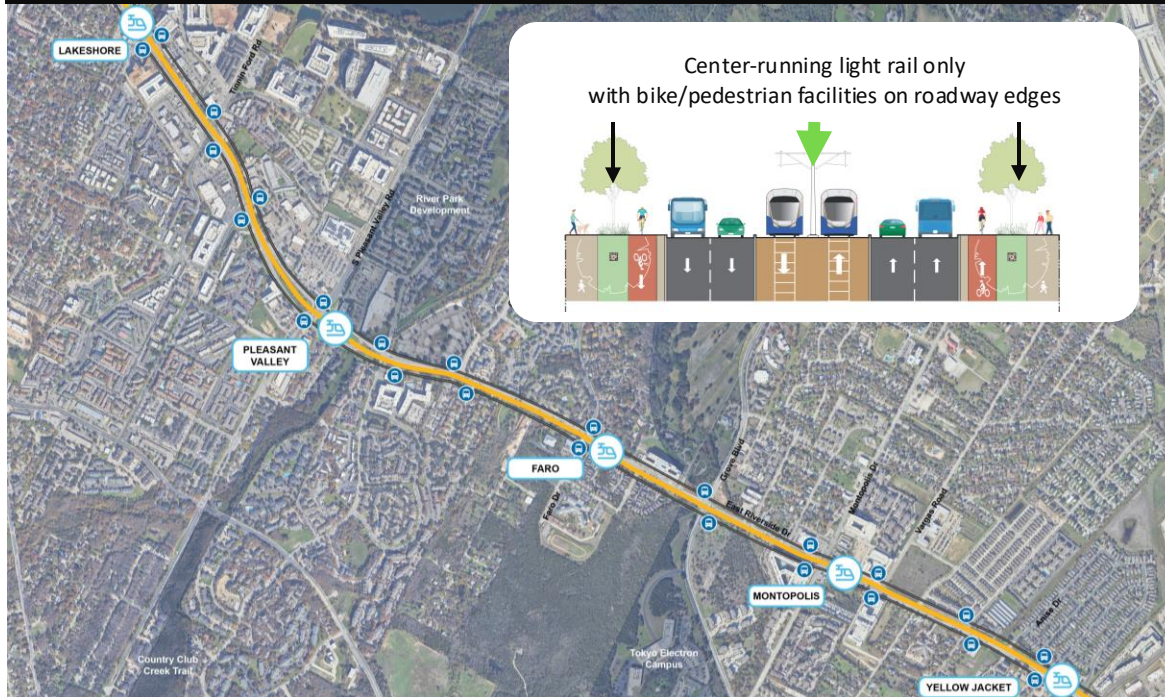 Center-running light rail only
with bike/pedestrian facilities on roadway edges
LAKESHORE
Tinnin Ford Rd
S Pleasant Valley Rd
River Park
Development
PLEASANT
VALLEY
FARO
Faro Dr
Grove Blvd
East Riverside Dr
Montopolis Dr
Vargas Road
MONTOPOLIS
Anise Dr
Country Club
Creek Trail
Tokyo Electron
Campus
YELLOW JACKET